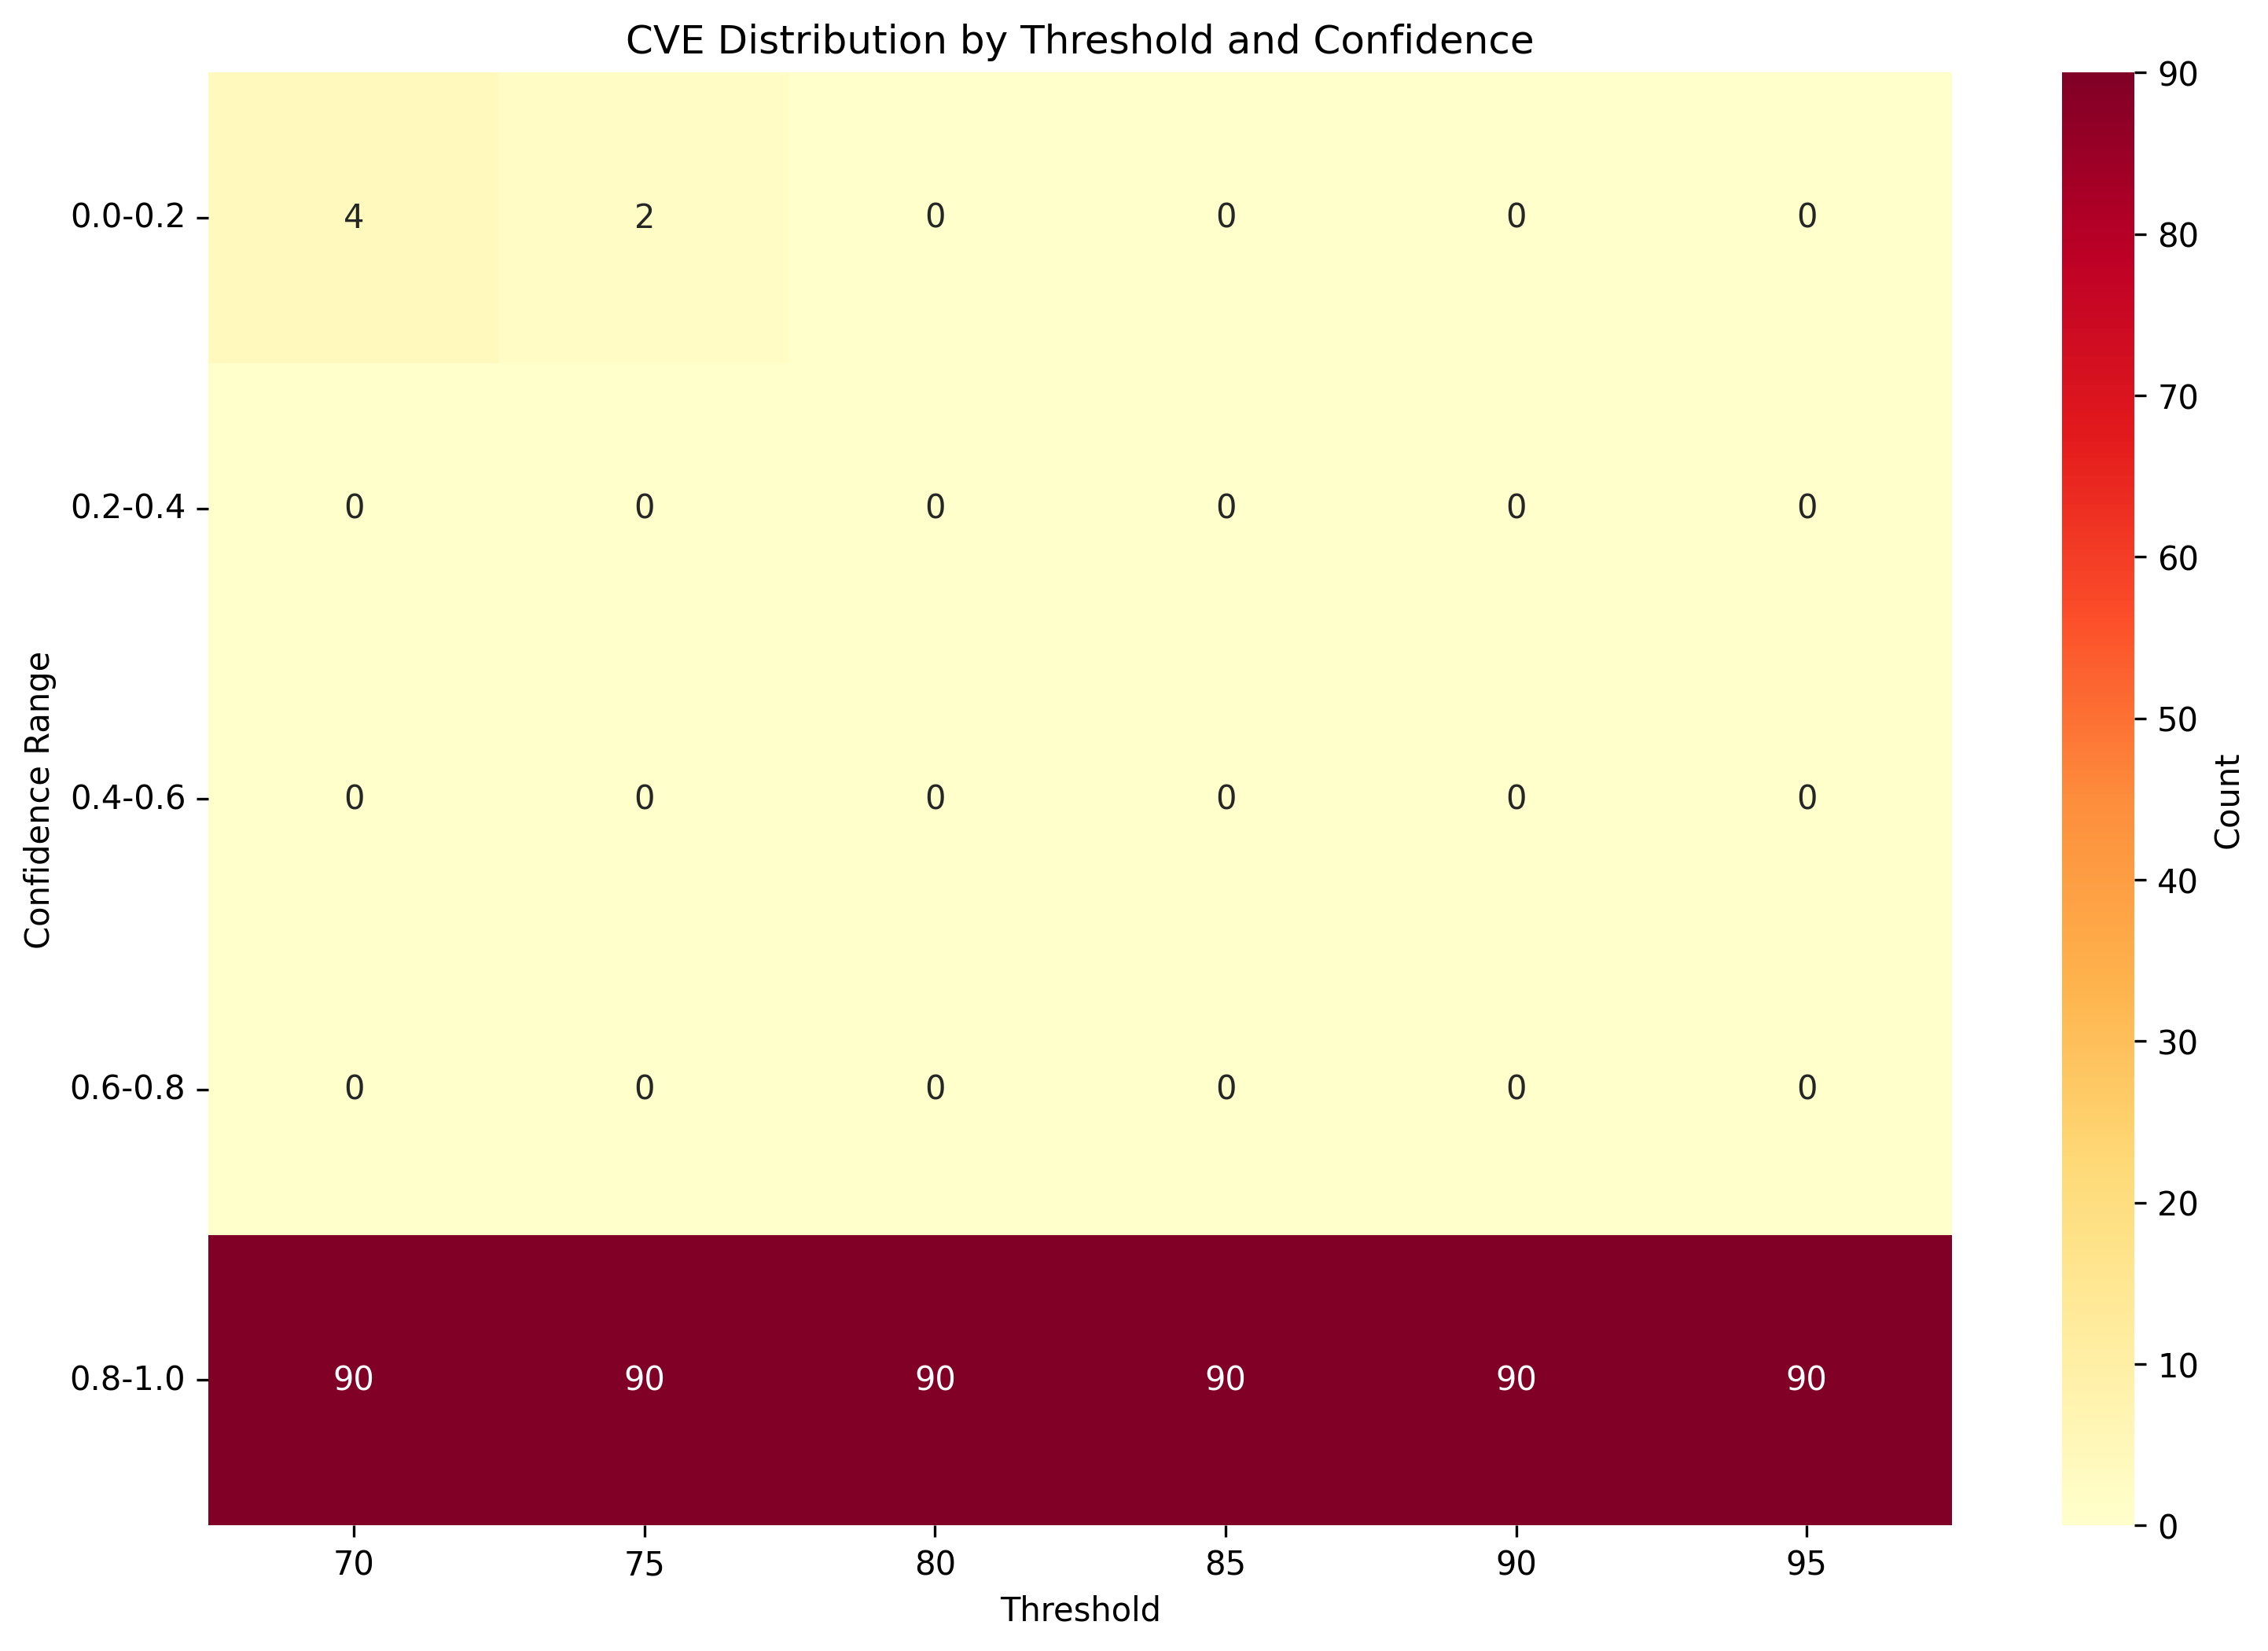 CVE Distribution by Threshold and Confidence
Confidence Range
0.0-0.2 4 2 0 0 0 0
0.2-0.4 0 0 0 0 0 0
0.4-0.6 0 0 0 0 0 0
0.6-0.8 0 0 0 0 0 0
0.8-1.0 90 90 90 90 90 90
70 75 80 85 90 95
Threshold
90
80
70
60
50
40
30
20
10
0
Count